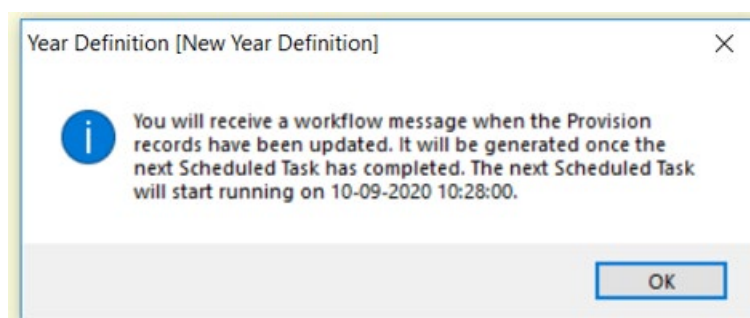 Year Definition [New Year Definition]
You will receive a workflow message when the Provision
records have been updated. It will be generated once the
next Scheduled Task has completed. The next Scheduled Task
will start running on 10-09-2020 10:28:00.
OK